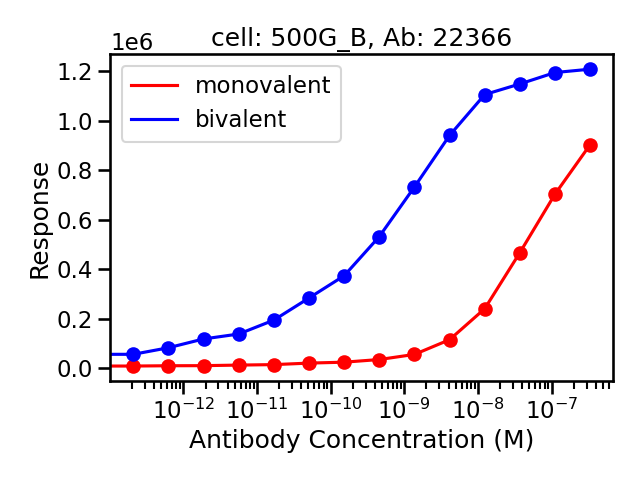 cell: 500G_B, Ab: 22366
1e6
monovalent
bivalent
Response
1.2
1.0
0.8
0.6
0.4
0.2
0.0
10⁻¹² 10⁻¹¹ 10⁻¹⁰ 10⁻⁹ 10⁻⁸ 10⁻⁷
Antibody Concentration (M)